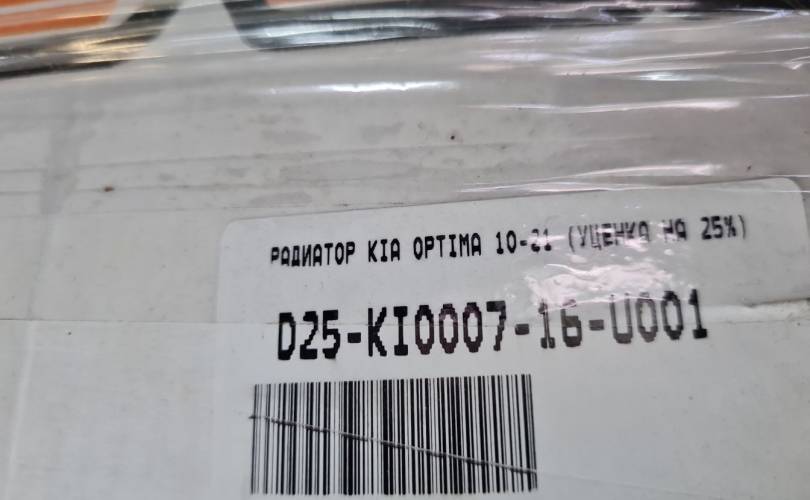 РАДИАТОР KIA OPTIMA 10-21 (УЦЕНКА НА 25%)
D25-KI0007-16-U001